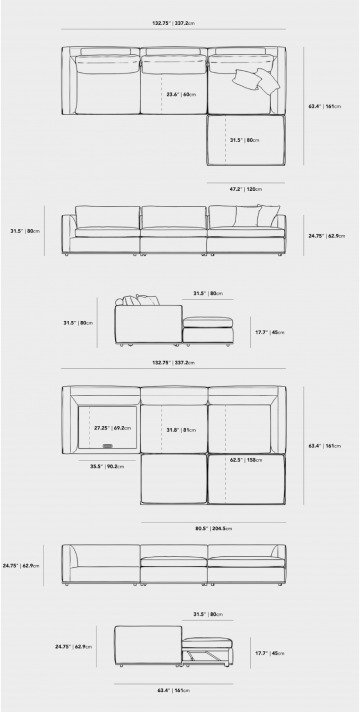 132.75" | 337.2cm
23.6" | 60cm
63.4" | 161cm
31.5" | 80cm
47.2" | 120cm
31.5" | 80cm
24.75" | 62.9cm
31.5" | 80cm
31.5" | 80cm
17.7" | 45cm
132.75" | 337.2cm
27.25" | 69.2cm
31.8" | 81cm
63.4" | 161cm
62.5" | 158cm
35.5" | 90.2cm
80.5" | 204.5cm
24.75" | 62.9cm
31.5" | 80cm
24.75" | 62.9cm
17.7" | 45cm
63.4" | 161cm